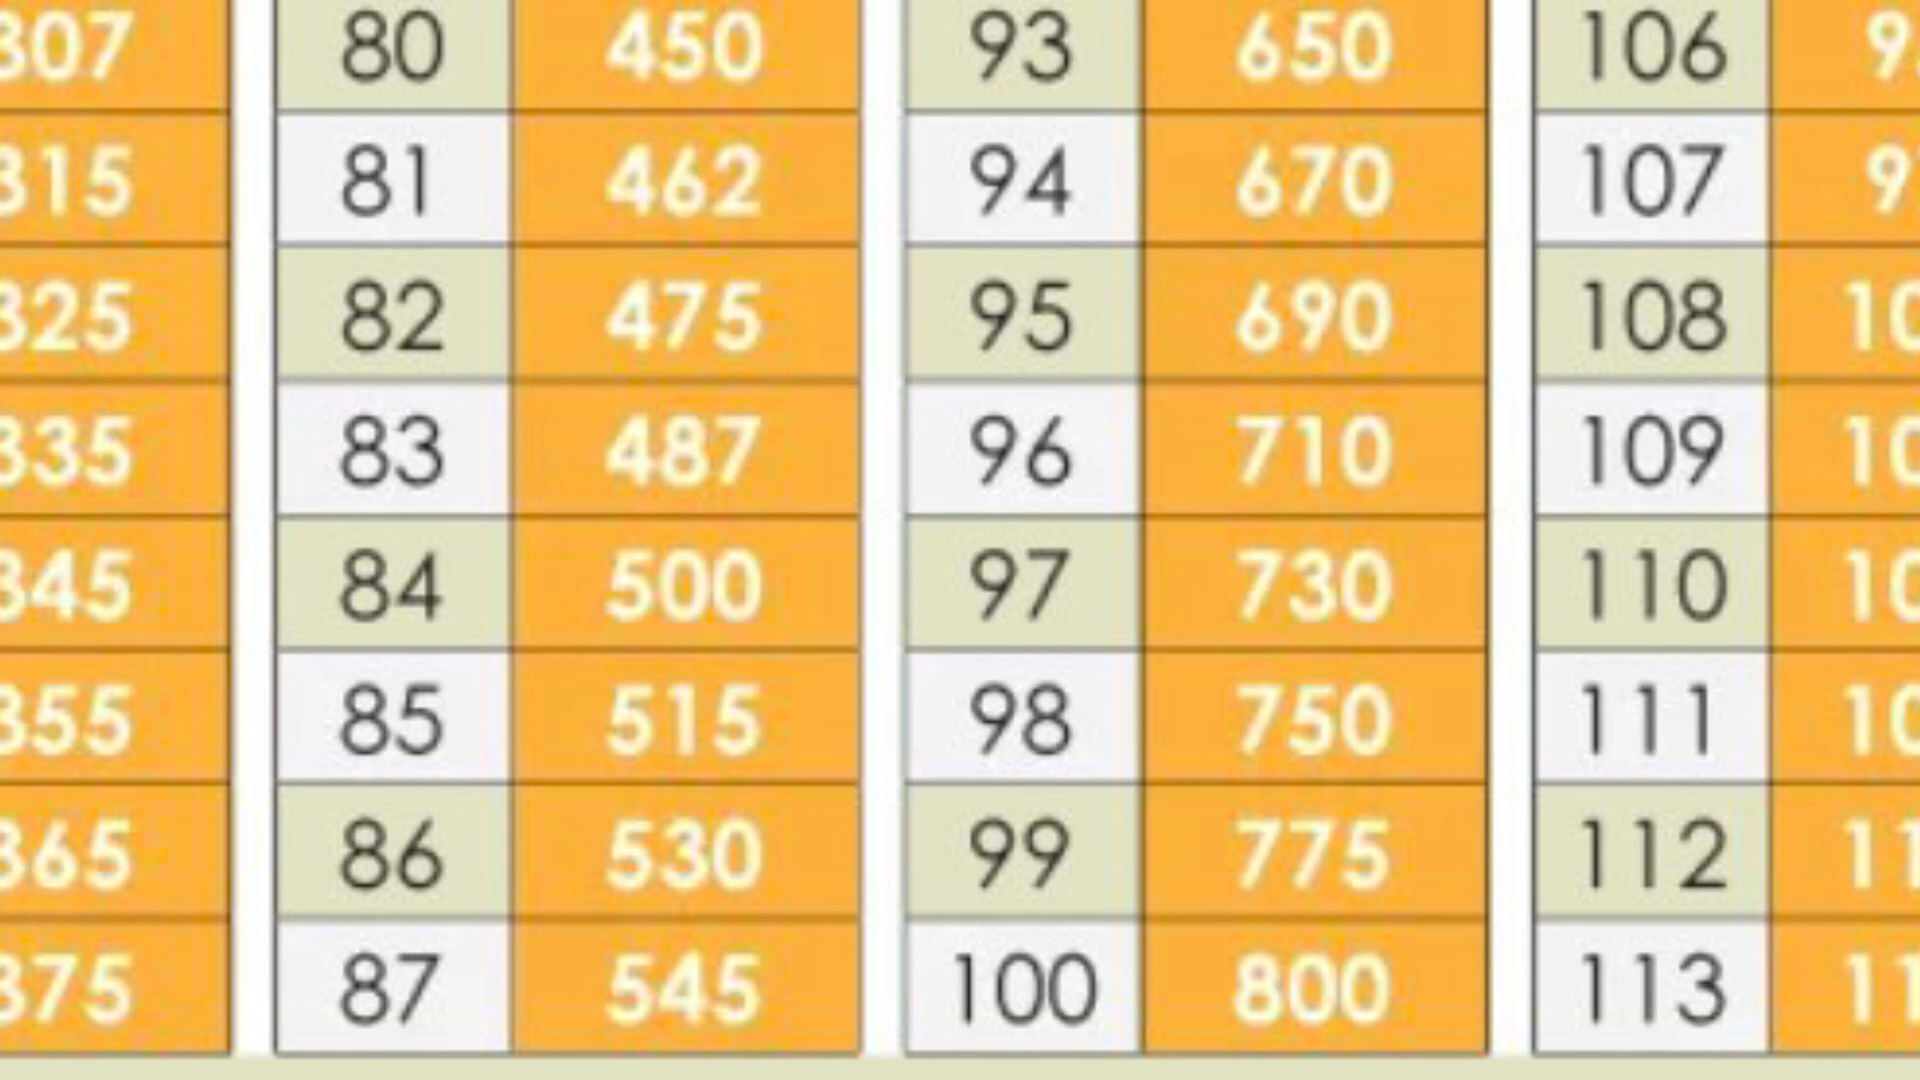 307 80 450 93 650 106
315 81 462 94 670 107
325 82 475 95 690 108
335 83 487 96 710 109
345 84 500 97 730 110
355 85 515 98 750 111
365 86 530 99 775 112
375 87 545 100 800 113